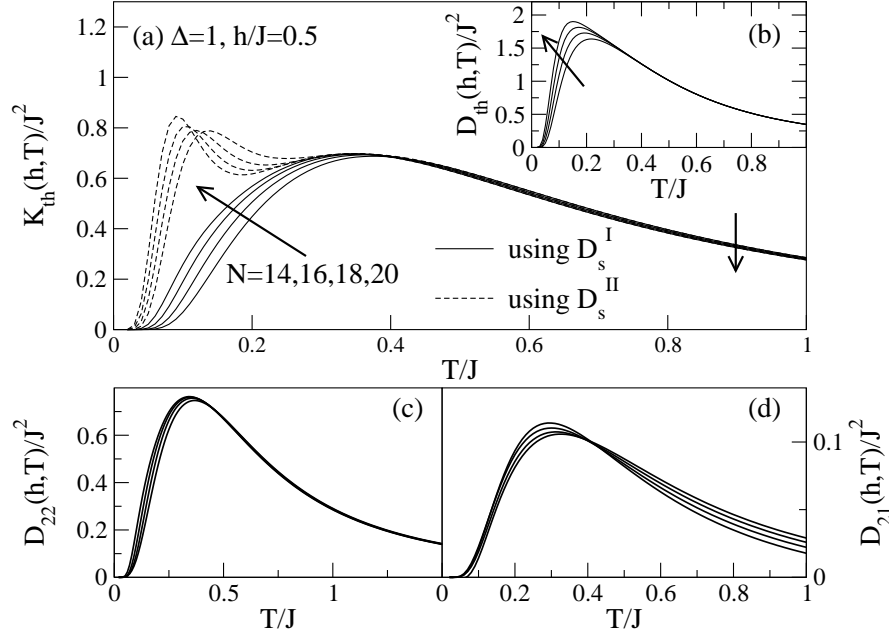 (a) Δ=1, h/J=0.5
K_th(h,T)/J^2
1.2
1
0.8
0.6
0.4
0.2
0
0
0.2
0.4
0.6
0.8
1
T/J
N=14,16,18,20
using D_s^I
using D_s^II
(b)
D_th(h,T)/J^2
2
1.5
1
0.5
0
0
0.2
0.4
0.6
0.8
T/J
(c)
D_22(h,T)/J^2
0.6
0.4
0.2
0
0
0.5
1
T/J
(d)
D_21(h,T)/J^2
0.1
0
0
0.2
0.4
0.6
0.8
1
T/J